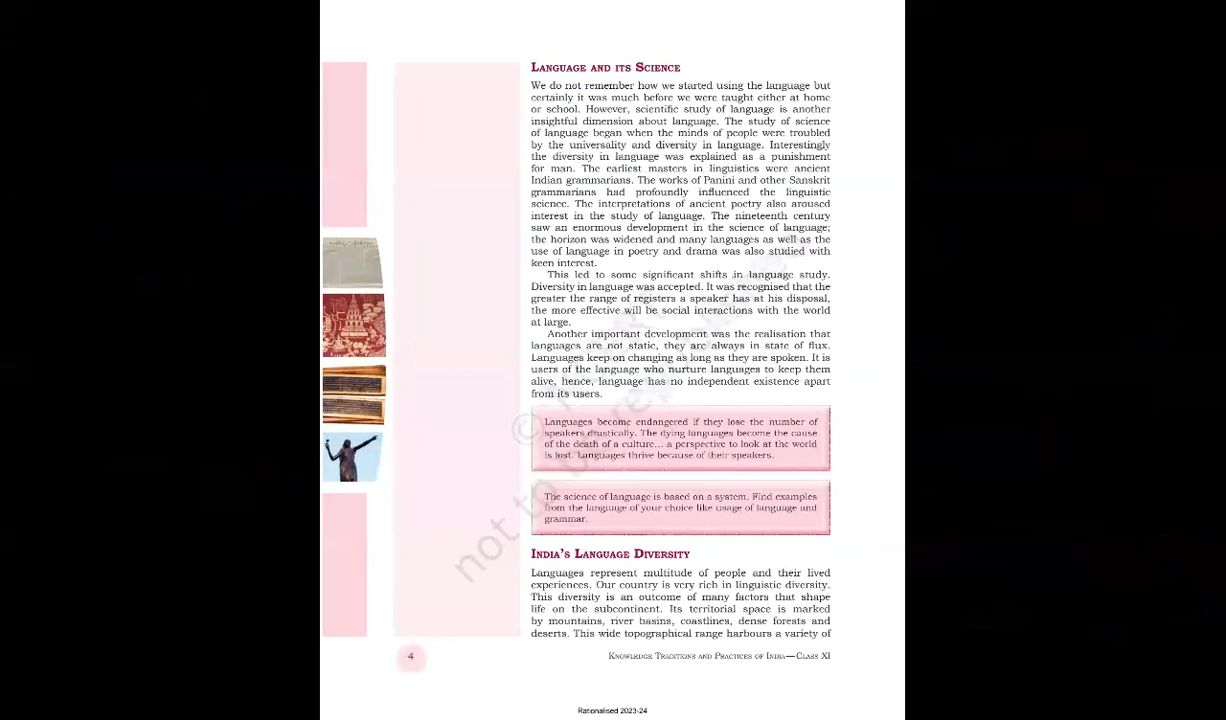 LANGUAGE AND ITS SCIENCE
We do not remember how we started using the language but
certainly it was much before we were taught either at home
or school. However, scientific study of language is another
insightful dimension about language. The study of science
of language began when the minds of people were troubled
by the universality and diversity in language. Interestingly
the diversity in language was explained as a punishment
for man. The earliest masters in linguistics were ancient
Indian grammarians. The works of Panini and other Sanskrit
grammarians had profoundly influenced the linguistic
science. The interpretations of ancient poetry also aroused
interest in the study of language. The nineteenth century
saw an enormous development in the science of language;
the horizon was widened and many languages as well as the
use of language in poetry and drama was also studied with
keen interest.
This led to some significant shifts in language study.
Diversity in language was accepted. It was recognised that the
greater the range of registers a speaker has at his disposal,
the more effective will be social interactions with the world
at large.
Another important development was the realisation that
languages are not static, they are always in state of flux.
Languages keep on changing as long as they are spoken. It is
users of the language who nurture languages to keep them
alive, hence, language has no independent existence apart
from its users.
Languages become endangered if they lose the number of
speakers drastically. The dying languages become the cause
of the death of a culture... a perspective to look at the world
is lost. Languages thrive because of their speakers.
The science of language is based on a system. Find examples
from the language of your choice like usage of language and
grammar.
INDIA'S LANGUAGE DIVERSITY
Languages represent multitude of people and their lived
experiences. Our country is very rich in linguistic diversity.
This diversity is an outcome of many factors that shape
life on the subcontinent. Its territorial space is marked
by mountains, river basins, coastlines, dense forests and
deserts. This wide topographical range harbours a variety of
4
KNOWLEDGE TRADITIONS AND PRACTICES OF INDIA—CLASS XI
Rationalised 2023-24